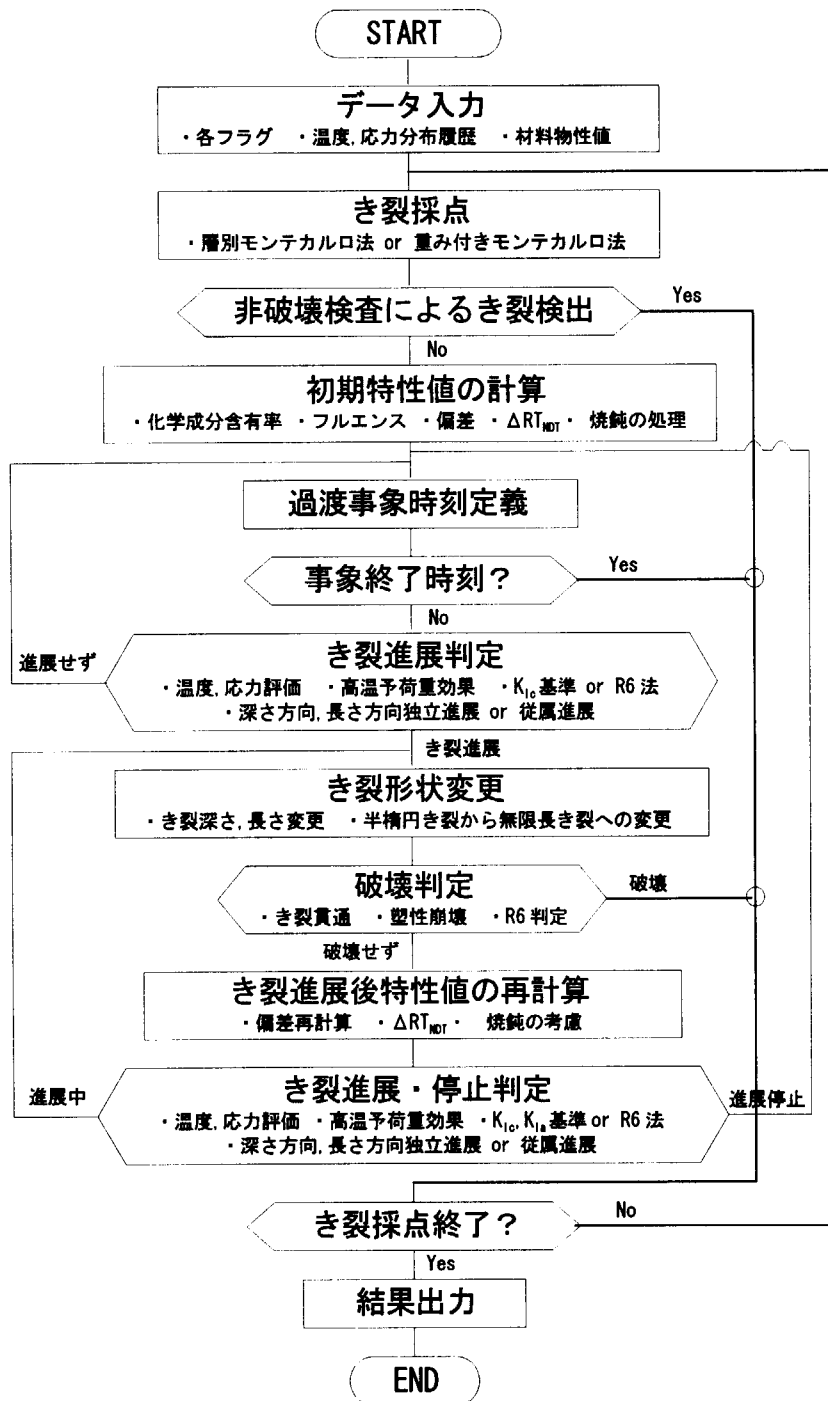 START
データ入力
・各フラグ ・温度, 応力分布履歴 ・材料物性値
き裂採点
・層別モンテカルロ法 or 重み付きモンテカルロ法
非破壊検査によるき裂検出
Yes
No
初期特性値の計算
・化学成分含有率 ・フルエンス ・偏差 ・ΔRTNDT・ 焼鈍の処理
過渡事象時刻定義
事象終了時刻?
Yes
No
進展せず
き裂進展判定
・温度, 応力評価 ・高温予荷重効果 ・KIc基準 or R6 法
・深さ方向, 長さ方向独立進展 or 従属進展
き裂進展
き裂形状変更
・き裂深さ, 長さ変更 ・半楕円き裂から無限長き裂への変更
破壊判定
破壊
・き裂貫通 ・塑性崩壊 ・R6 判定
破壊せず
き裂進展後特性値の再計算
・偏差再計算 ・ΔRTNDT・ 焼鈍の考慮
進展中
き裂進展・停止判定
進展停止
・温度, 応力評価 ・高温予荷重効果 ・KIc, KIa基準 or R6 法
・深さ方向, 長さ方向独立進展 or 従属進展
き裂採点終了?
No
Yes
結果出力
END